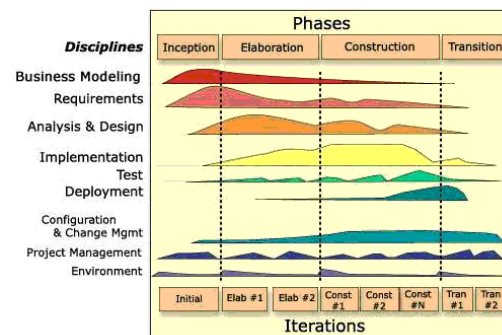 Phases
Disciplines
Inception
Elaboration
Construction
Transition
Business Modeling
Requirements
Analysis & Design
Implementation
Test
Deployment
Configuration
& Change Mgmt
Project Management
Environment
Initial
Elab #1
Elab #2
Const
#1
Const
#2
Const
#N
Tran
#1
Tran
#2
Iterations